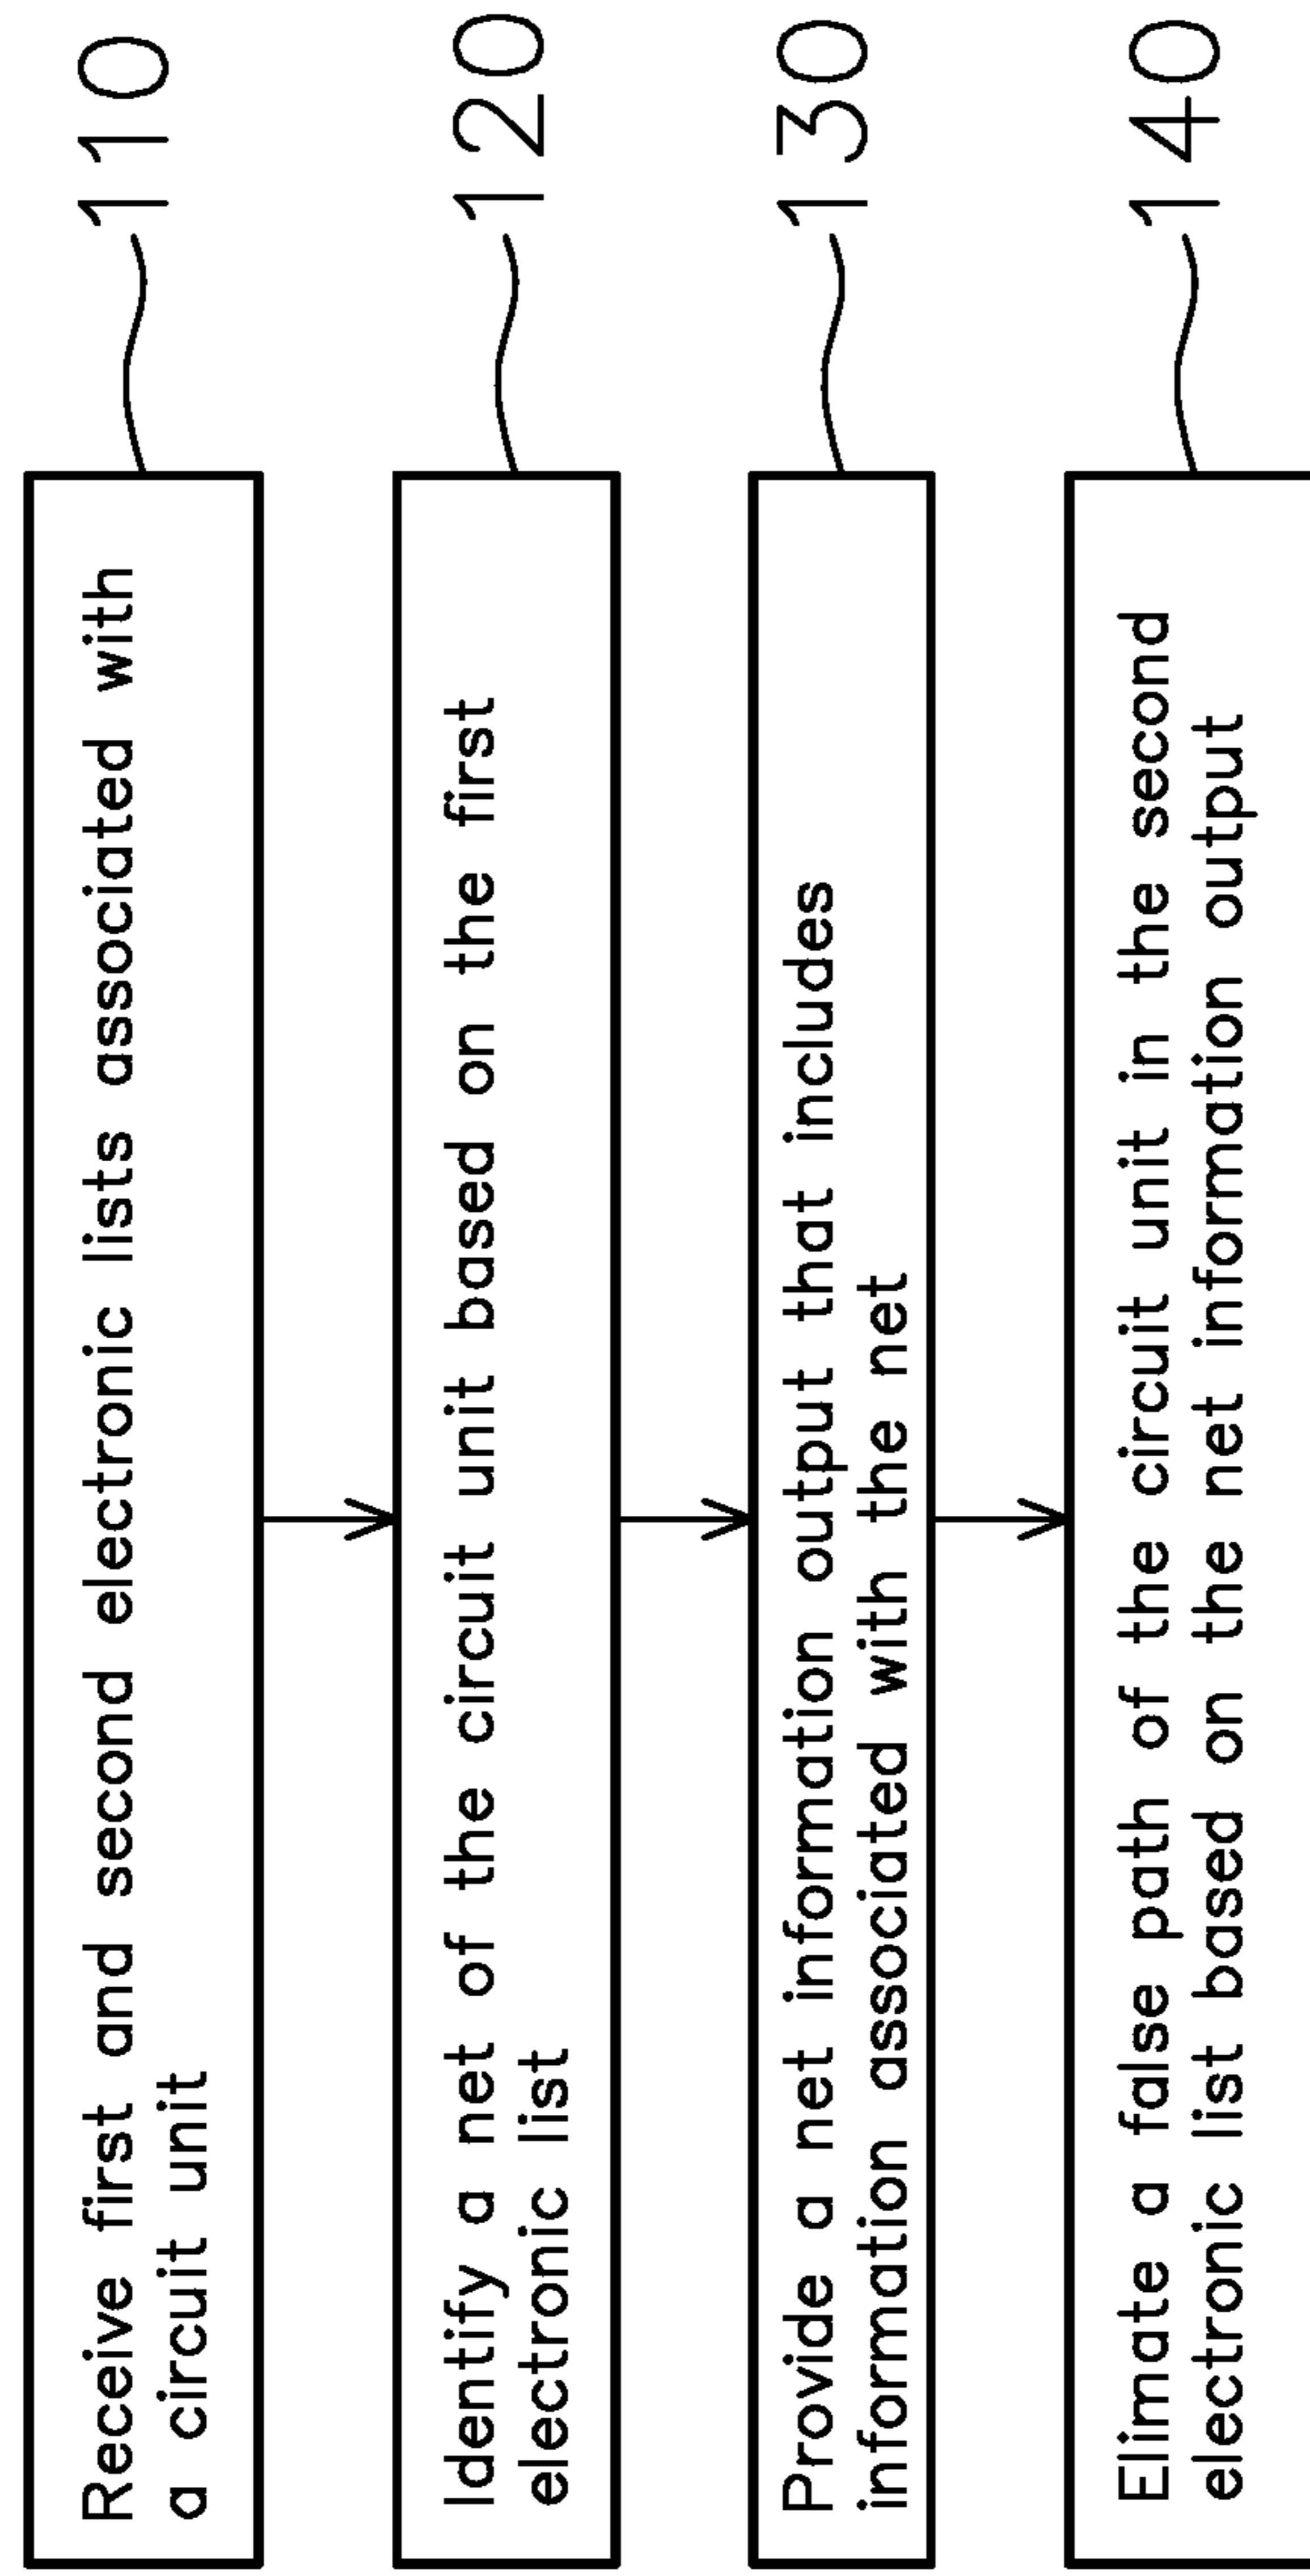 Receive first and second electronic lists associated with
a circuit unit
110
Identify a net of the circuit unit based on the first
electronic list
120
Provide a net information output that includes
information associated with the net
130
Elimate a false path of the circuit unit in the second
electronic list based on the net information output
140